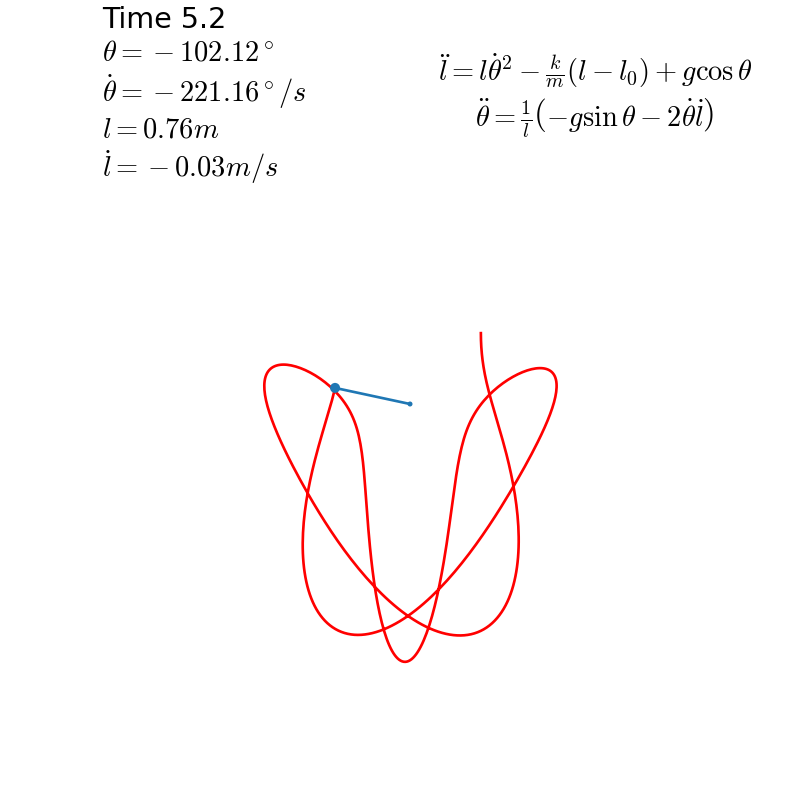 Time 5.2
θ = −102.12°
θ̇ = −221.16°/s
l = 0.76m
l̇ = −0.03m/s
l̈ = lθ̇² − k/m(l − l₀) + g cos θ
θ̈ = 1/l(−g sin θ − 2θ̇l̇)